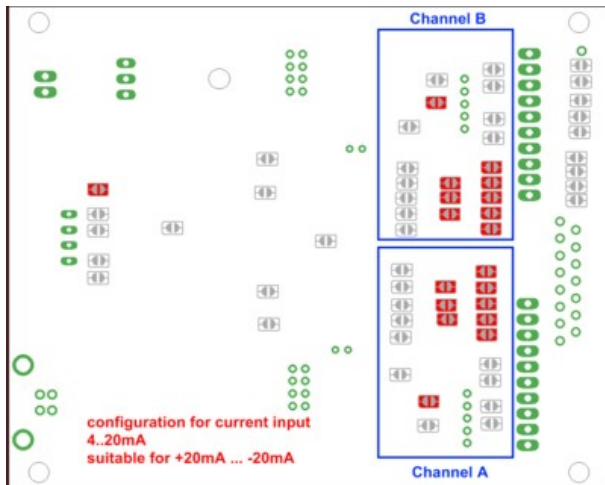 Channel B
configuration for current input
4..20mA
suitable for +20mA ... -20mA
Channel A